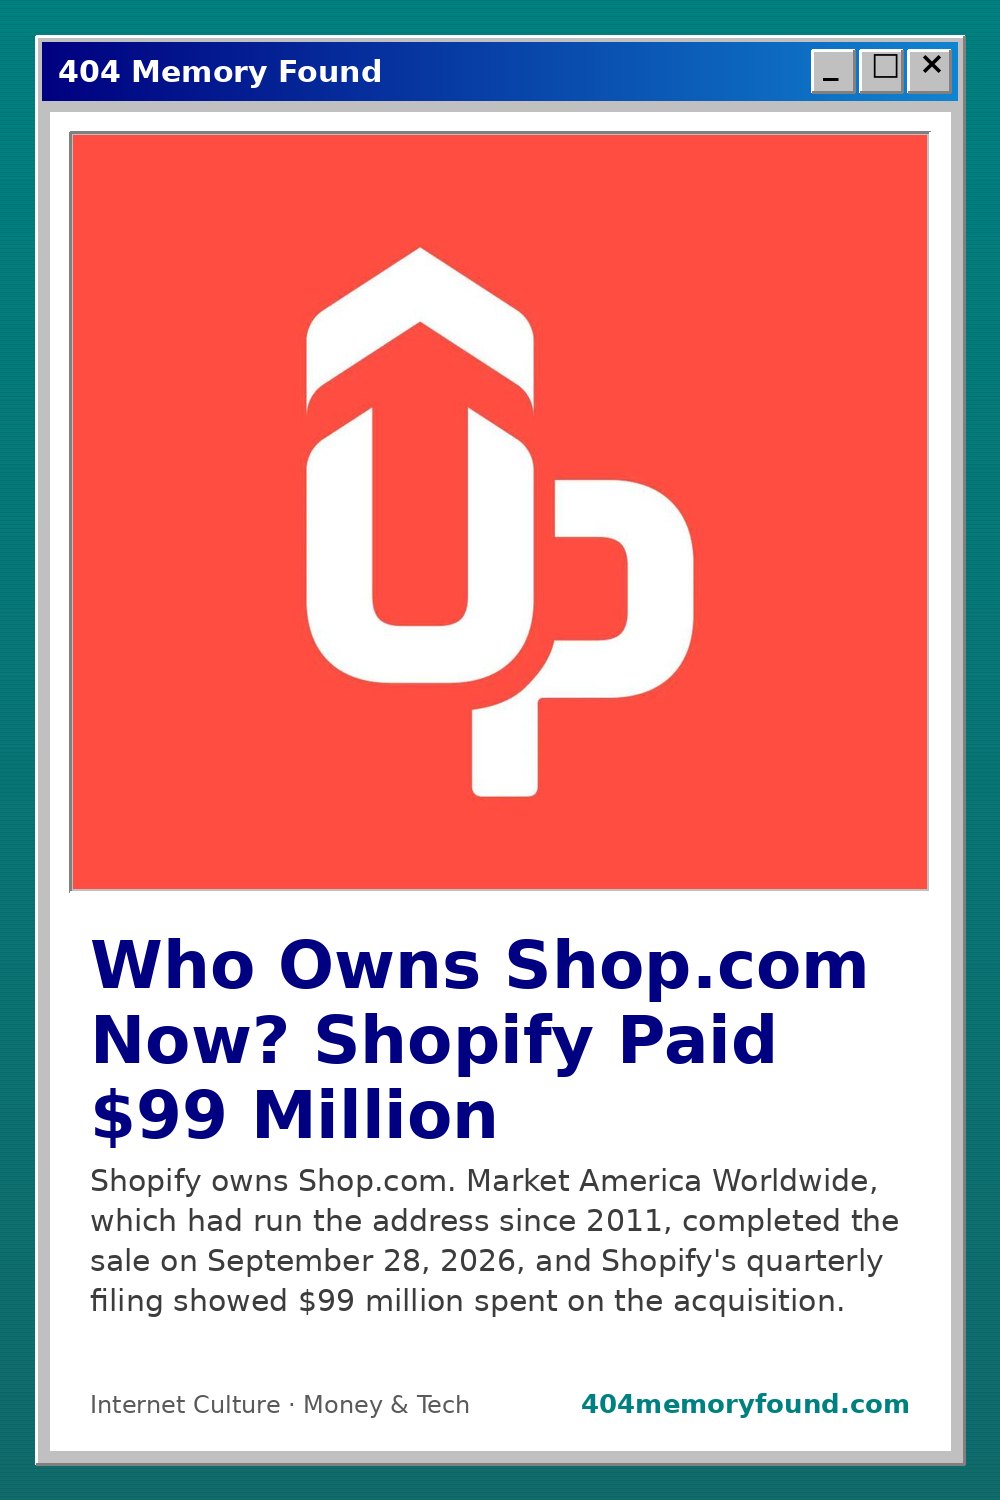 404 Memory Found
Up
Who Owns Shop.com
Now? Shopify Paid
$99 Million
Shopify owns Shop.com. Market America Worldwide,
which had run the address since 2011, completed the
sale on September 28, 2026, and Shopify's quarterly
filing showed $99 million spent on the acquisition.
Internet Culture · Money & Tech
404memoryfound.com